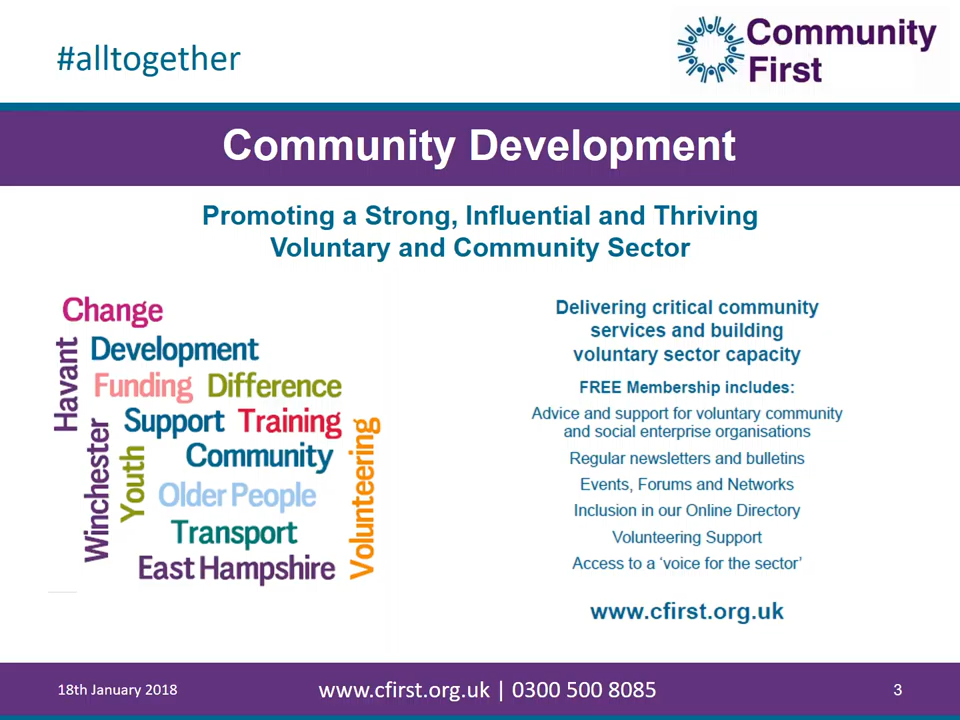 #alltogether
Community
First
Community Development
Promoting a Strong, Influential and Thriving
Voluntary and Community Sector
Change
Havant
Development
Funding Difference
Support Training
Winchester
Youth
Community
Volunteering
Older People
Transport
East Hampshire
Delivering critical community
services and building
voluntary sector capacity
FREE Membership includes:
Advice and support for voluntary community
and social enterprise organisations
Regular newsletters and bulletins
Events, Forums and Networks
Inclusion in our Online Directory
Volunteering Support
Access to a ‘voice for the sector’
www.cfirst.org.uk
18th January 2018
www.cfirst.org.uk | 0300 500 8085
3